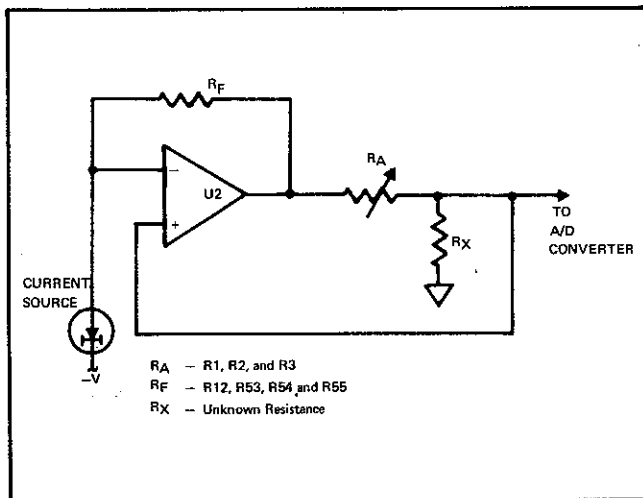 RF
−
U2
+
RA
RX
TO
A/D
CONVERTER
CURRENT
SOURCE
−V
RA – R1, R2, and R3
RF – R12, R53, R54 and R55
RX – Unknown Resistance